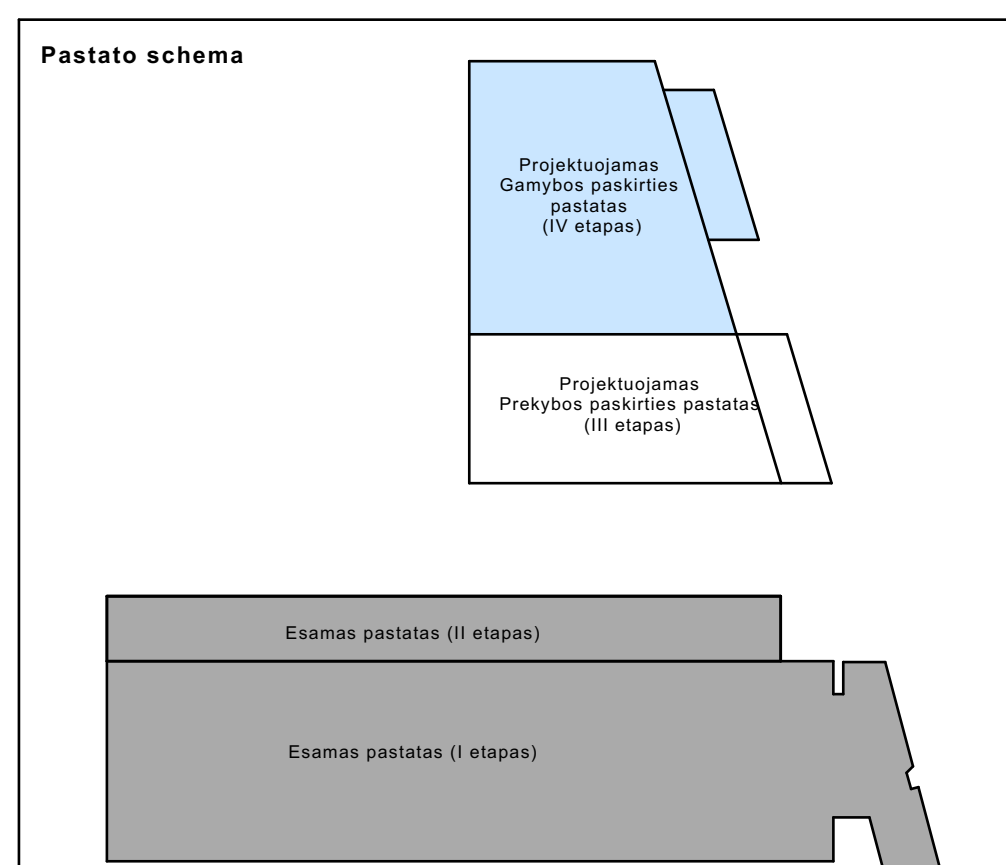 Pastato schema
Projektuojamas
Gamybos paskirties
pastatas
(IV etapas)
Projektuojamas
Prekybos paskirties pastatas
(III etapas)
Esamas pastatas (II etapas)
Esamas pastatas (I etapas)